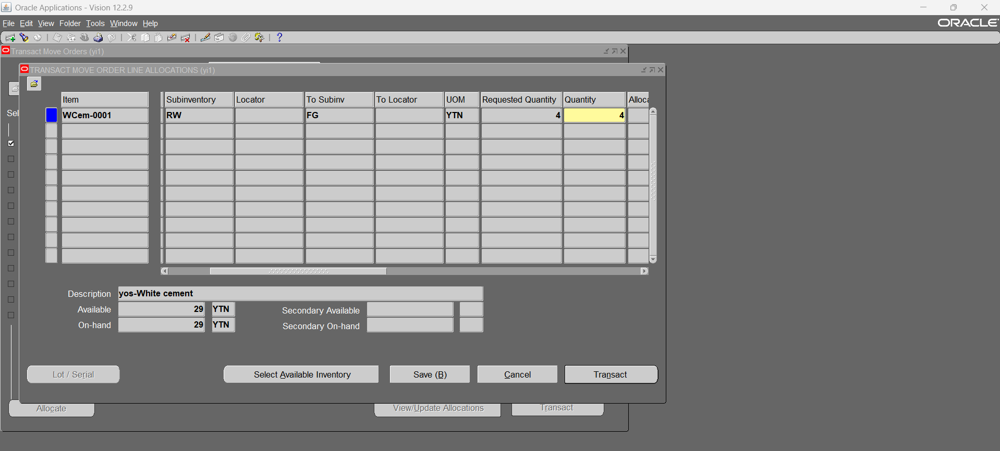 Oracle Applications - Vision 12.2.9
File Edit View Folder Tools Window Help
ORACLE
Transact Move Orders (yi1)
TRANSACT MOVE ORDER LINE ALLOCATIONS (yi1)
Item Subinventory Locator To Subinv To Locator UOM Requested Quantity Quantity Alloca
Sel
WCem-0001 RW FG YTN 4 4
Description yos-White cement
Available 29 YTN Secondary Available
On-hand 29 YTN Secondary On-hand
Lot / Serial Select Available Inventory Save (B) Cancel Transact
Allocate View/Update Allocations Transact